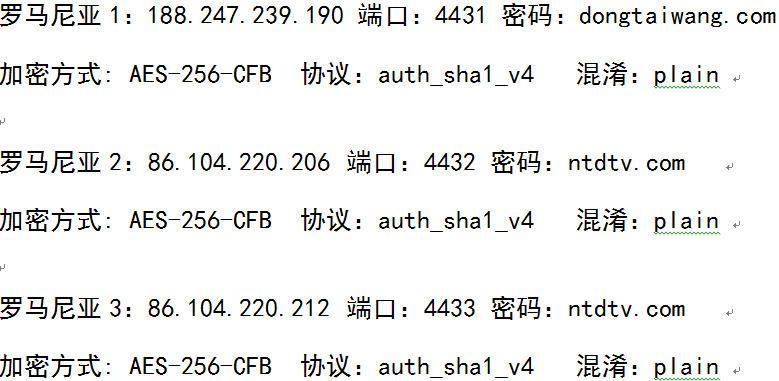 罗马尼亚1：188.247.239.190 端口：4431 密码：dongtaiwang.com
加密方式: AES-256-CFB 协议：auth_sha1_v4 混淆：plain
罗马尼亚2：86.104.220.206 端口：4432 密码：ntdtv.com
加密方式: AES-256-CFB 协议：auth_sha1_v4 混淆：plain
罗马尼亚3：86.104.220.212 端口：4433 密码：ntdtv.com
加密方式: AES-256-CFB 协议：auth_sha1_v4 混淆：plain